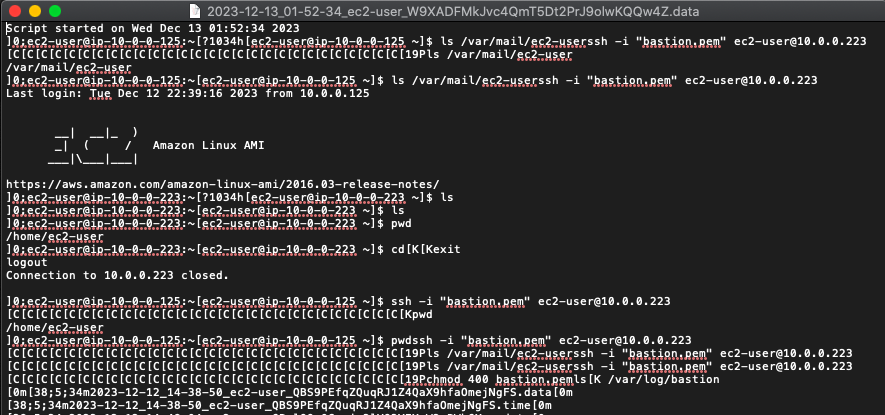 2023-12-13_01-52-34_ec2-user_W9XADFMkJvc4QmT5Dt2PrJ9olwKQQw4Z.data
Script started on Wed Dec 13 01:52:34 2023
]0;ec2-user@ip-10-0-0-125:~[?1034h[ec2-user@ip-10-0-0-125 ~]$ ls /var/mail/ec2-userssh -i "bastion.pem" ec2-user@10.0.0.223
[C[C[C[C[C[C[C[C[C[C[C[C[C[C[C[C[C[C[C[C[C[C[C[C[C[C[C[C[C[19Pls /var/mail/ec2-user
/var/mail/ec2-user
]0;ec2-user@ip-10-0-0-125:~[ec2-user@ip-10-0-0-125 ~]$ ls /var/mail/ec2-userssh -i "bastion.pem" ec2-user@10.0.0.223
Last login: Tue Dec 12 22:39:16 2023 from 10.0.0.125
__|  __|_  )
_|  (     /   Amazon Linux AMI
___|\___|___|
https://aws.amazon.com/amazon-linux-ami/2016.03-release-notes/
]0;ec2-user@ip-10-0-0-223:~[?1034h[ec2-user@ip-10-0-0-223 ~]$ ls
]0;ec2-user@ip-10-0-0-223:~[ec2-user@ip-10-0-0-223 ~]$ ls
]0;ec2-user@ip-10-0-0-223:~[ec2-user@ip-10-0-0-223 ~]$ pwd
/home/ec2-user
]0;ec2-user@ip-10-0-0-223:~[ec2-user@ip-10-0-0-223 ~]$ cd[K[Kexit
logout
Connection to 10.0.0.223 closed.
]0;ec2-user@ip-10-0-0-125:~[ec2-user@ip-10-0-0-125 ~]$ ssh -i "bastion.pem" ec2-user@10.0.0.223
[C[C[C[C[C[C[C[C[C[C[C[C[C[C[C[C[C[C[C[C[C[C[C[C[C[C[C[C[C[Kpwd
/home/ec2-user
]0;ec2-user@ip-10-0-0-125:~[ec2-user@ip-10-0-0-125 ~]$ pwdssh -i "bastion.pem" ec2-user@10.0.0.223
[C[C[C[C[C[C[C[C[C[C[C[C[C[C[C[C[C[C[C[C[C[C[C[C[C[C[C[C[C[19Pls /var/mail/ec2-userssh -i "bastion.pem" ec2-user@10.0.0.223
[C[C[C[C[C[C[C[C[C[C[C[C[C[C[C[C[C[C[C[C[C[C[C[C[C[C[C[C[C[19Pls /var/mail/ec2-userssh -i "bastion.pem" ec2-user@10.0.0.223
[C[C[C[C[C[C[C[C[C[C[C[C[C[C[C[C[C[C[C[C[C[C[C[C[C[C[C[C[C[19Pchmod 400 bastion.pemls[K /var/log/bastion
[0m[38;5;34m2023-12-12_14-38-50_ec2-user_QBS9PEfqZQuqRJ1Z4QaX9hfaOmejNgFS.data[0m